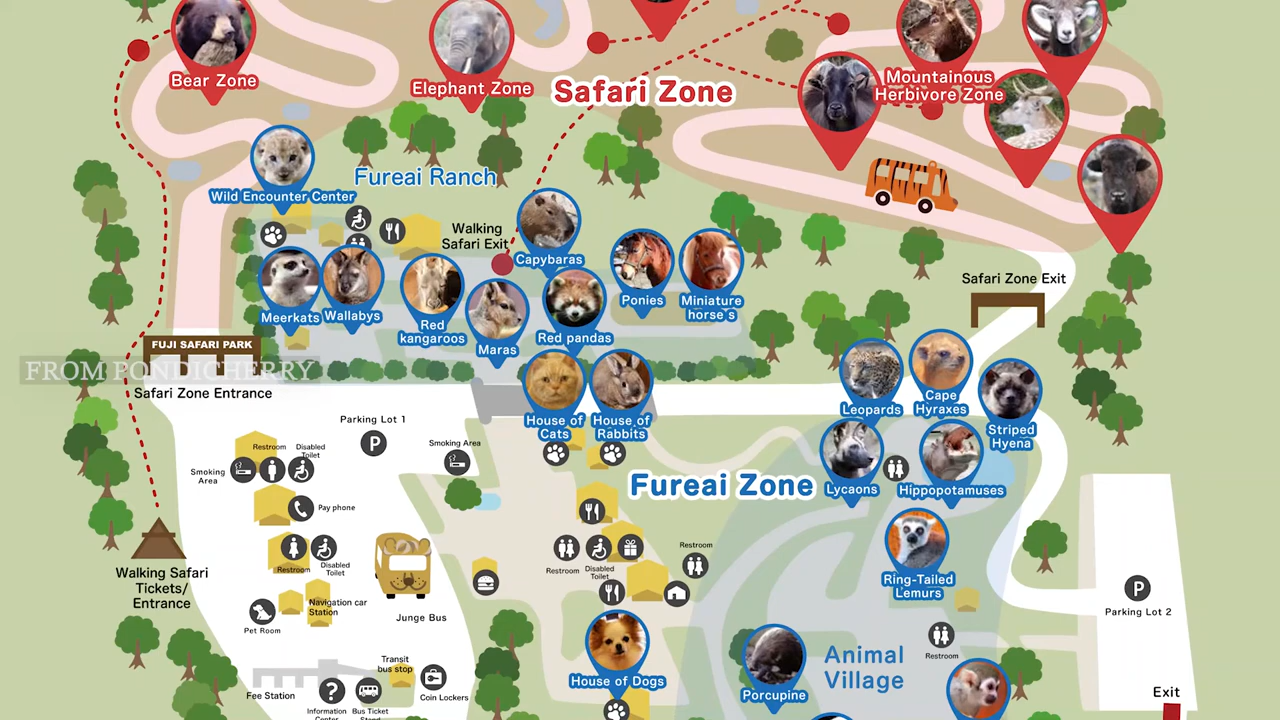 Bear Zone
Elephant Zone
Safari Zone
Mountainous
Herbivore Zone
Wild Encounter Center
Fureai Ranch
Walking
Safari Exit
Capybaras
Ponies
Miniature
horse's
Meerkats
Wallabys
Red
kangaroos
Maras
Red pandas
Safari Zone Exit
FUJI SAFARI PARK
FROM PONDICHERRY
Safari Zone Entrance
House of
Cats
House of
Rabbits
Leopards
Cape
Hyraxes
Striped
Hyena
Parking Lot 1
P
Smoking Area
Restroom
Disabled
Toilet
Smoking
Area
Lycaons
Hippopotamuses
Fureai Zone
Pay phone
Restroom
Disabled
Toilet
Restroom
Disabled
Toilet
Restroom
Walking Safari
Tickets/
Entrance
Ring-Tailed
Lemurs
P
Parking Lot 2
Navigation car
Station
Pet Room
Junge Bus
Restroom
House of Dogs
Animal
Village
Porcupine
Transit
bus stop
Fee Station
Coin Lockers
Exit
?
Information
Center
Bus Ticket
Stand